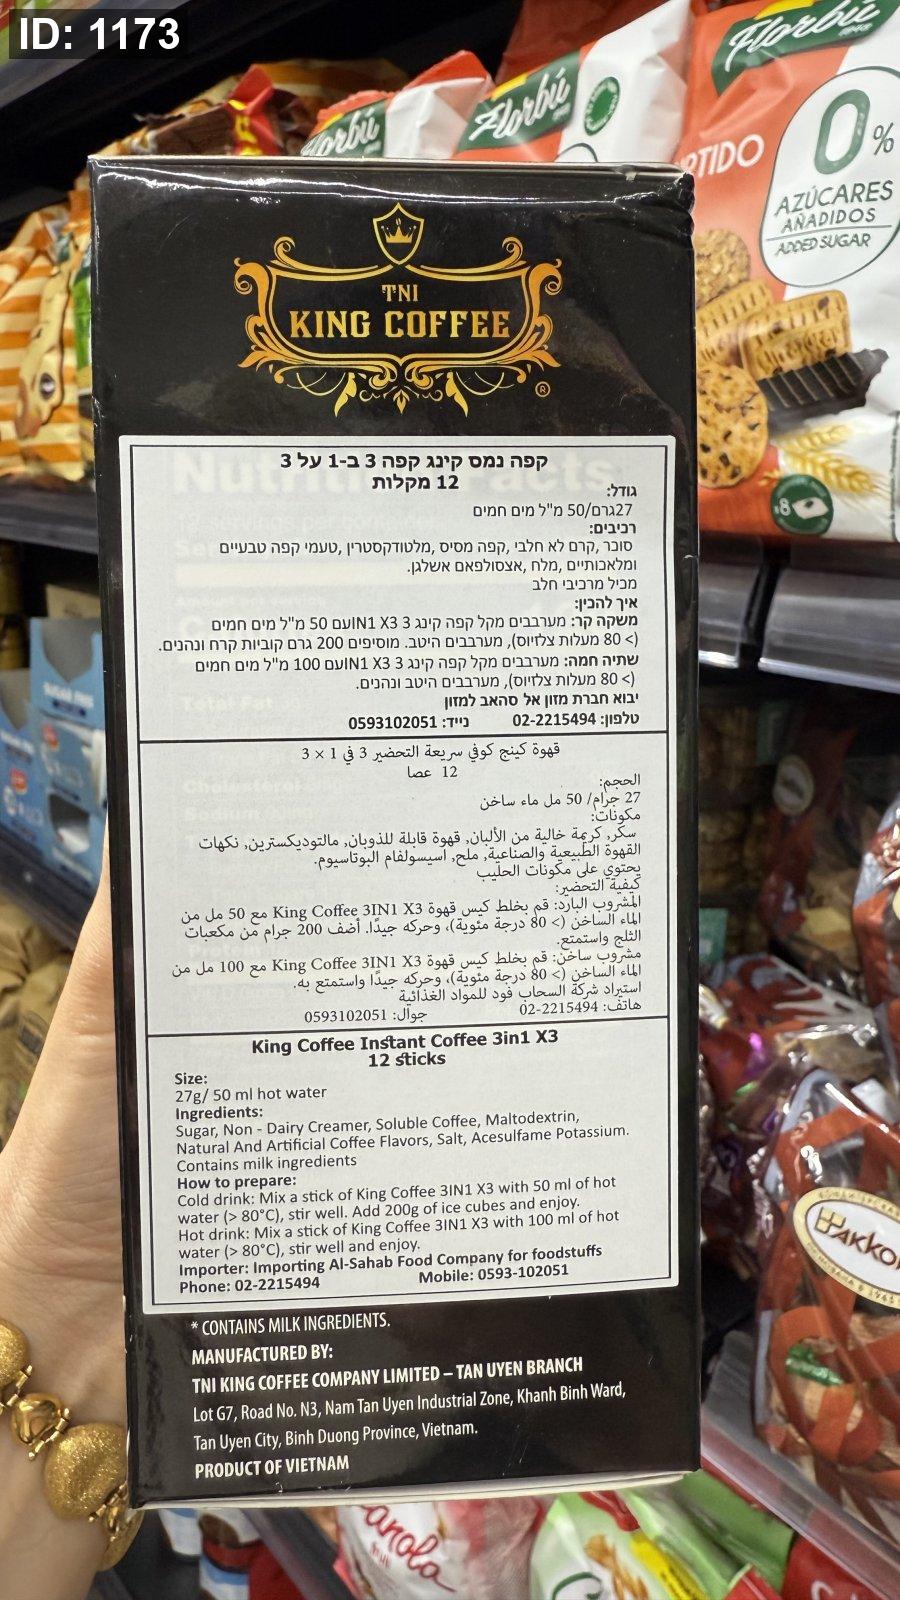 ID: 1173
Florbú
Florbú
Florbú
RTIDO
0%
AZÚCARES
AÑADIDOS
ADDED SUGAR
TNI
KING COFFEE
®
קפה נמס קינג קפה 3 ב-1 על 3
12 מקלות
גודל:
27גרם/50 מ"ל מים חמים
רכיבים:
סוכר ,קרם לא חלבי ,קפה מסיס ,מלטודקסטרין ,טעמי קפה טבעיים
ומלאכותיים ,מלח ,אצסולפאם אשלגן.
מכיל מרכיבי חלב
איך להכין:
משקה קר: מערבבים מקל קפה קינג 3 IN1 X3עם 50 מ"ל מים חמים
(> 80 מעלות צלזיוס), מערבבים היטב. מוסיפים 200 גרם קוביות קרח ונהנים.
שתיה חמה: מערבבים מקל קפה קינג 3 IN1 X3עם 100 מ"ל מים חמים
(> 80 מעלות צלזיוס), מערבבים היטב ונהנים.
יבוא חברת מזון אל סהאב למזון
טלפון: 02-2215494 נייד: 0593102051
قهوة كينج كوفي سريعة التحضير 3 في 1 × 3
12 عصا
الحجم:
27 جرام/ 50 مل ماء ساخن
مكونات:
سكر, كريمة خالية من الألبان, قهوة قابلة للذوبان, مالتوديكسترين, نكهات
القهوة الطبيعية والصناعية, ملح, اسيسولفام البوتاسيوم.
يحتوي على مكونات الحليب
كيفية التحضير:
المشروب البارد: قم بخلط كيس قهوة King Coffee 3IN1 X3 مع 50 مل من
الماء الساخن (> 80 درجة مئوية)، وحركه جيدًا. أضف 200 جرام من مكعبات
الثلج واستمتع.
مشروب ساخن: قم بخلط كيس قهوة King Coffee 3IN1 X3 مع 100 مل من
الماء الساخن (> 80 درجة مئوية)، وحركه جيدًا واستمتع به.
استيراد شركة السحاب فود للمواد الغذائية
هاتف: 02-2215494 جوال: 0593102051
King Coffee Instant Coffee 3in1 X3
12 sticks
Size:
27g/ 50 ml hot water
Ingredients:
Sugar, Non - Dairy Creamer, Soluble Coffee, Maltodextrin,
Natural And Artificial Coffee Flavors, Salt, Acesulfame Potassium.
Contains milk ingredients
How to prepare:
Cold drink: Mix a stick of King Coffee 3IN1 X3 with 50 ml of hot
water (> 80°C), stir well. Add 200g of ice cubes and enjoy.
Hot drink: Mix a stick of King Coffee 3IN1 X3 with 100 ml of hot
water (> 80°C), stir well and enjoy.
Importer: Importing Al-Sahab Food Company for foodstuffs
Phone: 02-2215494 Mobile: 0593-102051
* CONTAINS MILK INGREDIENTS.
MANUFACTURED BY:
TNI KING COFFEE COMPANY LIMITED – TAN UYEN BRANCH
Lot G7, Road No. N3, Nam Tan Uyen Industrial Zone, Khanh Binh Ward,
Tan Uyen City, Binh Duong Province, Vietnam.
PRODUCT OF VIETNAM